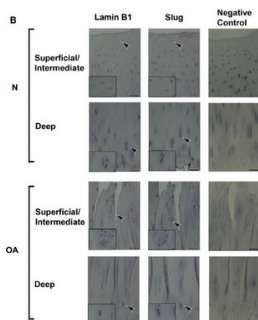 B
Lamin B1 Slug Negative
Control
Superficial/
Intermediate
N
Deep
Superficial/
Intermediate
OA
Deep